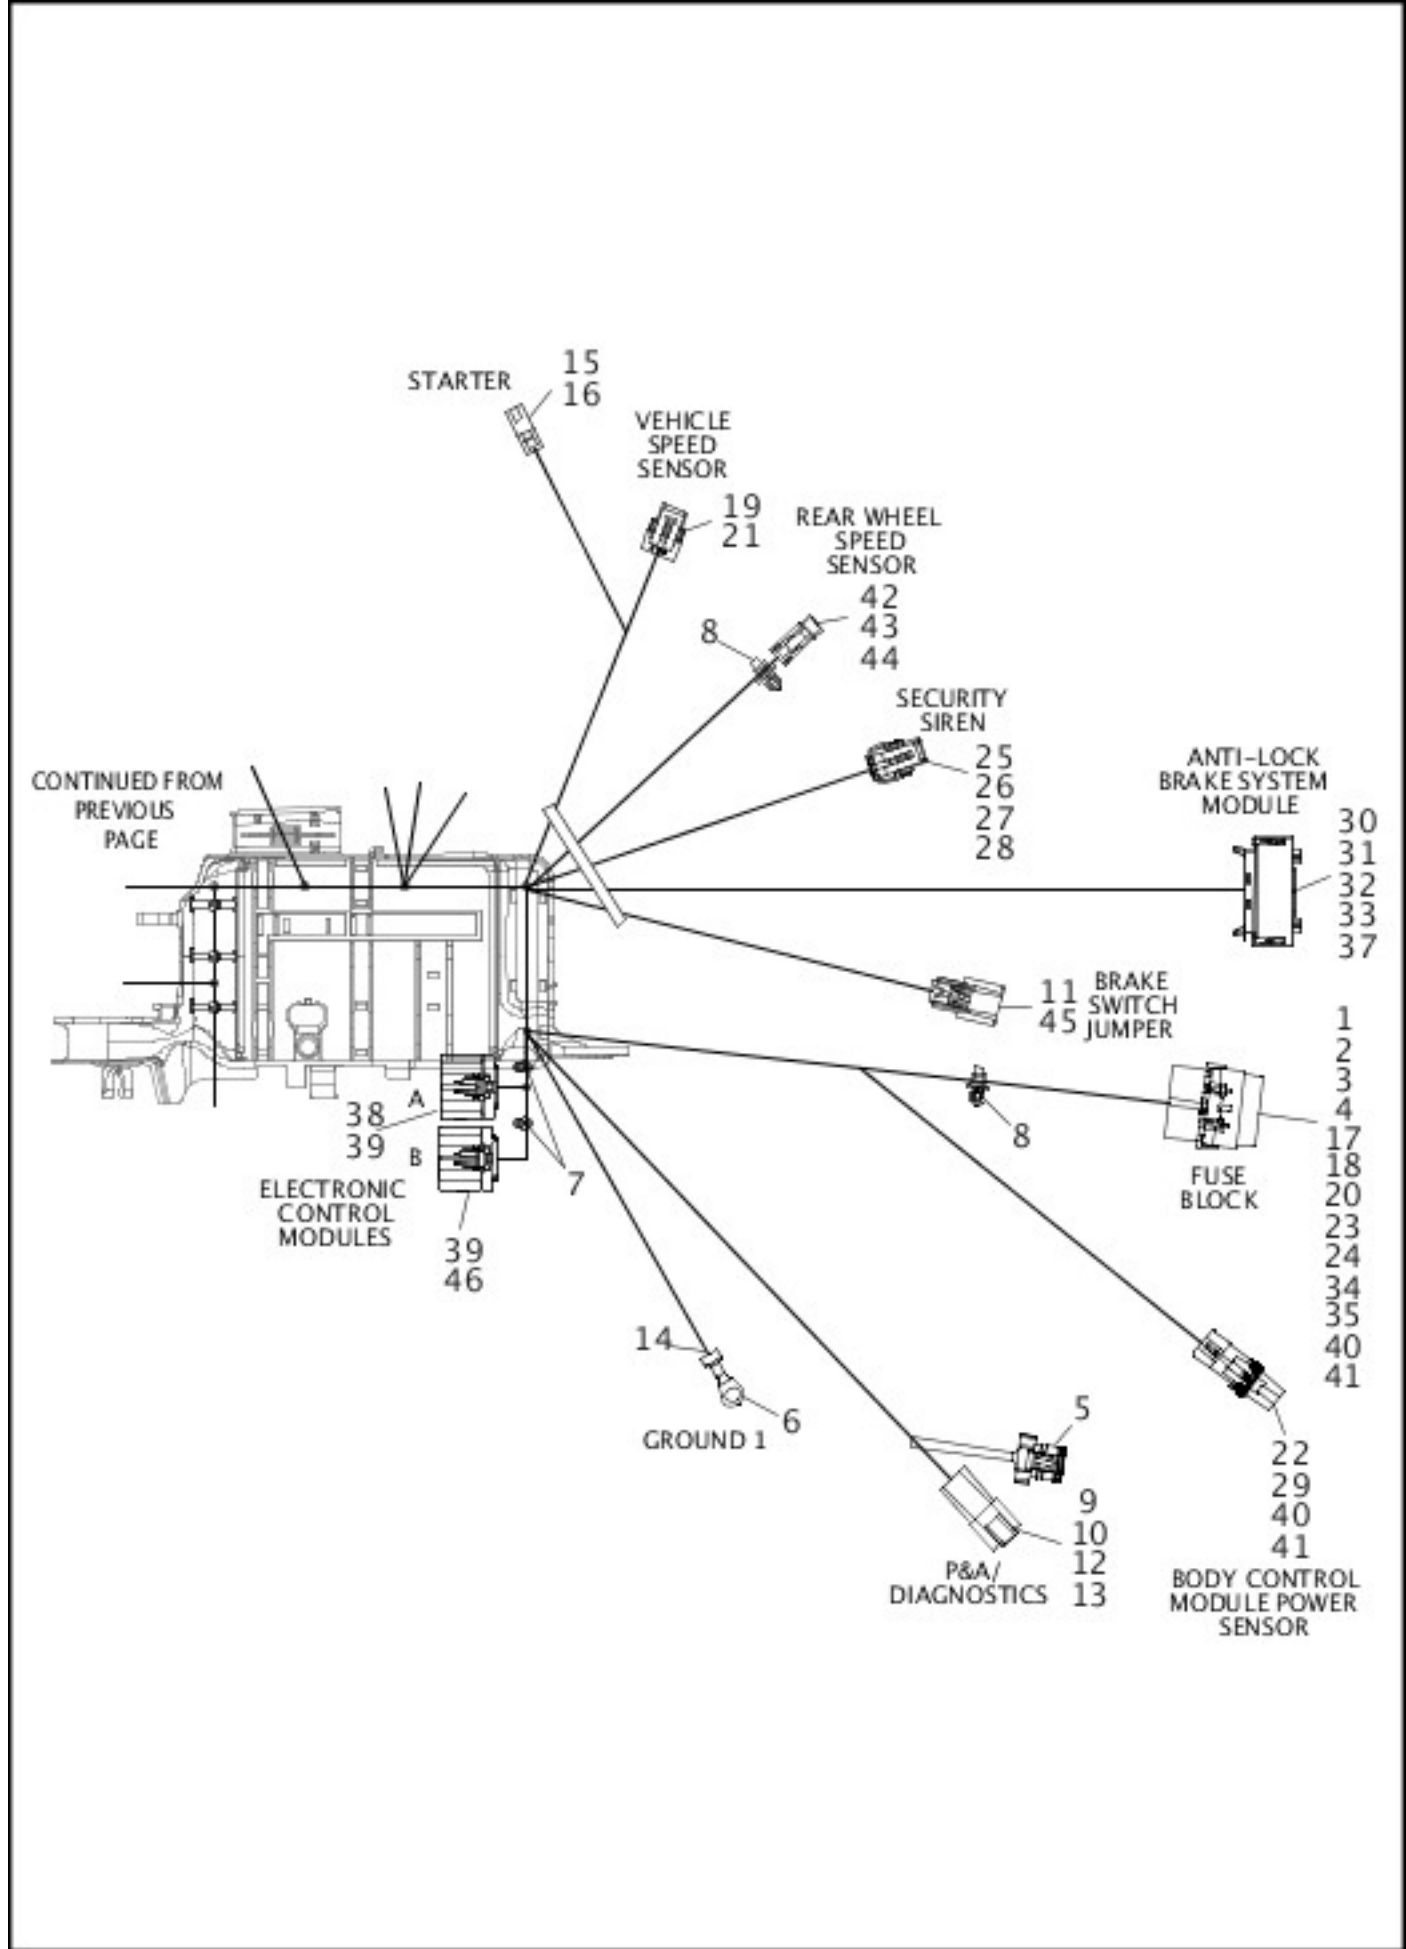 STARTER
15
16
VEHICLE
SPEED
SENSOR
19
21
REAR WHEEL
SPEED
SENSOR
42
43
44
8
SECURITY
SIREN
25
26
27
28
ANTI-LOCK
BRAKE SYSTEM
MODULE
30
31
32
33
37
CONTINUED FROM
PREVIOUS
PAGE
11
45
BRAKE
SWITCH
JUMPER
1
2
3
4
17
18
20
23
24
34
35
40
41
8
FUSE
BLOCK
A
38
39
B
7
ELECTRONIC
CONTROL
MODULES
39
46
14
6
GROUND 1
5
9
10
12
13
P&A/
DIAGNOSTICS
22
29
40
41
BODY CONTROL
MODULE POWER
SENSOR